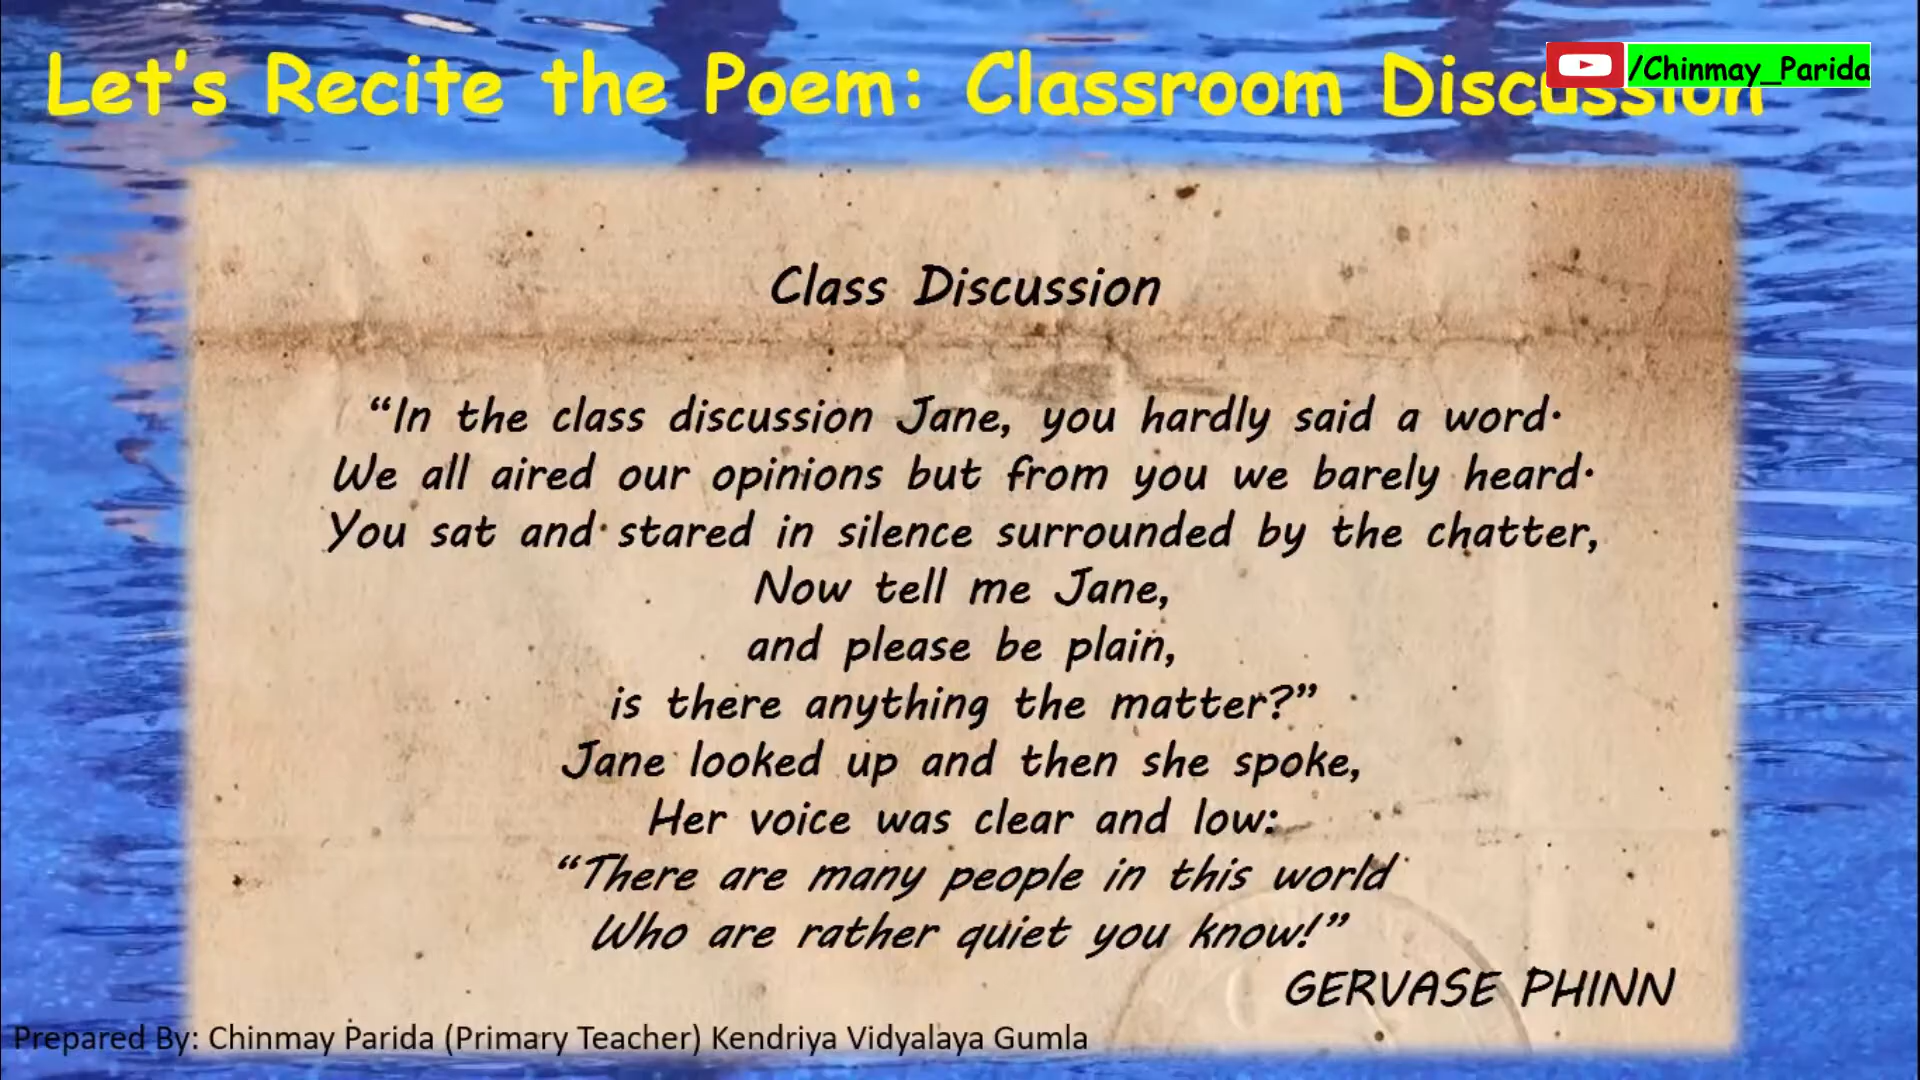 Let's Recite the Poem: Classroom Discussion
/Chinmay_Parida
Class Discussion
“In the class discussion Jane, you hardly said a word.
We all aired our opinions but from you we barely heard.
You sat and stared in silence surrounded by the chatter,
Now tell me Jane,
and please be plain,
is there anything the matter?”
Jane looked up and then she spoke,
Her voice was clear and low:
“There are many people in this world
Who are rather quiet you know!”
GERVASE PHINN
Prepared By: Chinmay Parida (Primary Teacher) Kendriya Vidyalaya Gumla